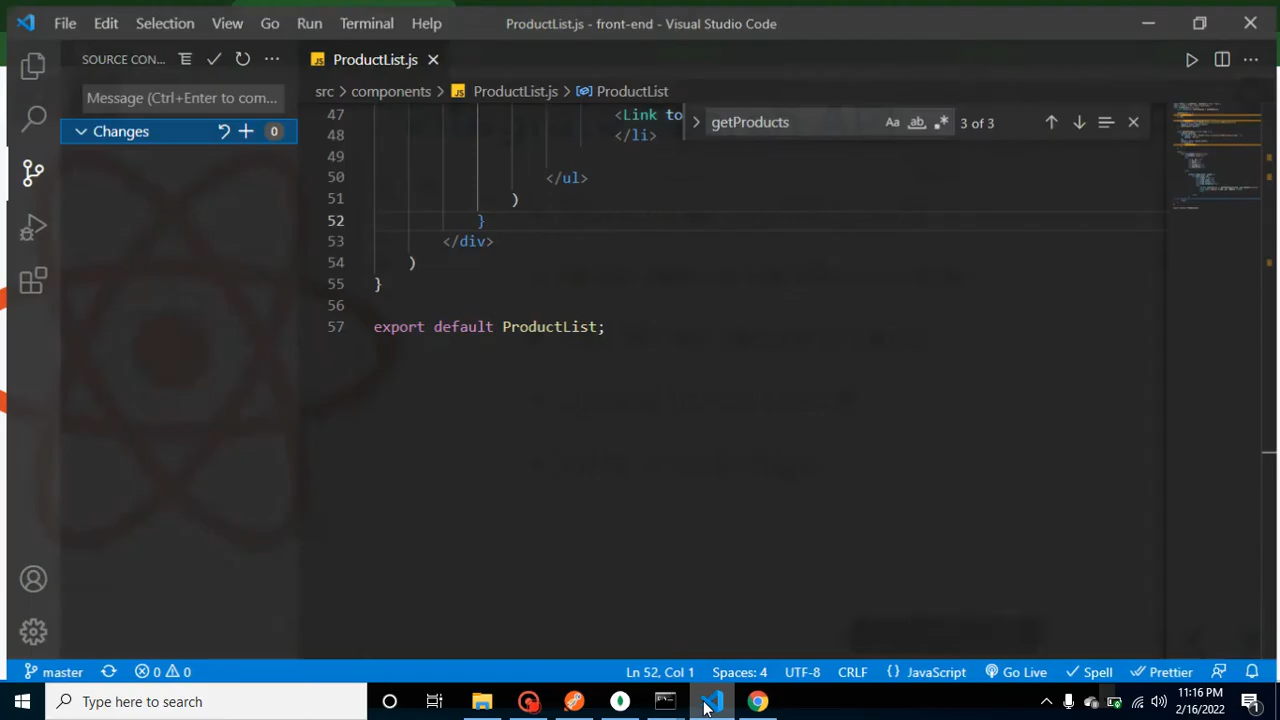 File Edit Selection View Go Run Terminal Help ProductList.js - front-end - Visual Studio Code
SOURCE CON...
Message (Ctrl+Enter to com...
Changes 0
ProductList.js
src > components > ProductList.js > ProductList
getProducts Aa ab 3 of 3
47 <Link to
48 </li>
49
50 </ul>
51 )
52 }
53 </div>
54 )
55 }
56
57 export default ProductList;
master 0 0 Ln 52, Col 1 Spaces: 4 UTF-8 CRLF { } JavaScript Go Live Spell Prettier
Type here to search
11:16 PM
2/16/2022
1